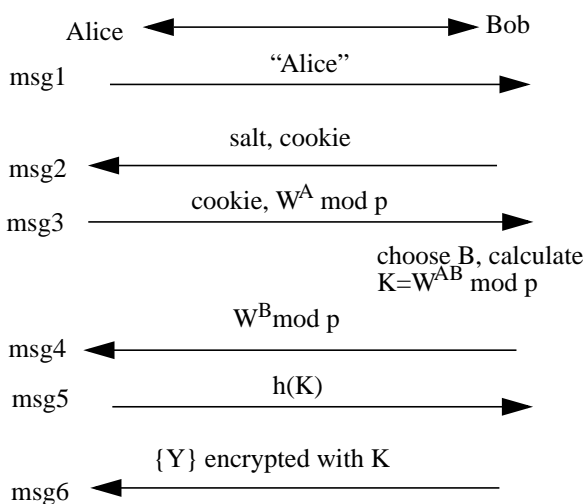 Alice Bob
msg1 “Alice”
msg2 salt, cookie
msg3 cookie, W^A mod p
choose B, calculate
K=W^AB mod p
msg4 W^B mod p
msg5 h(K)
msg6 {Y} encrypted with K